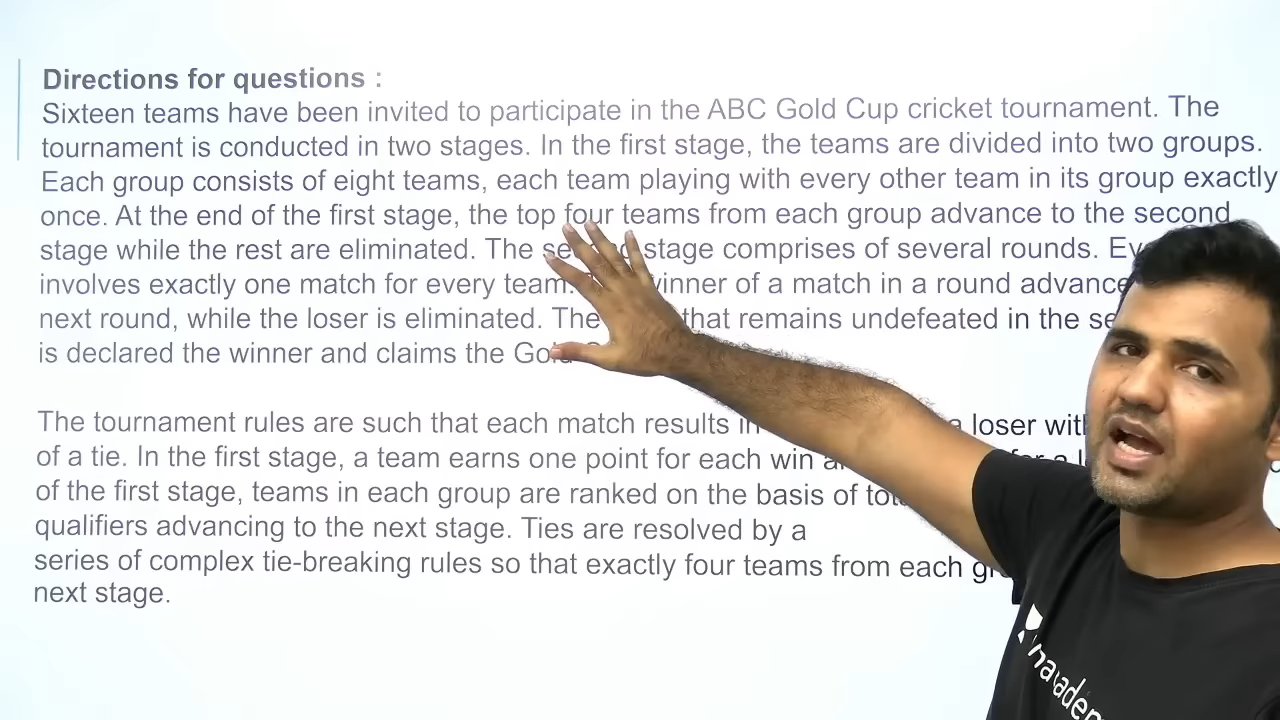 Directions for questions :
Sixteen teams have been invited to participate in the ABC Gold Cup cricket tournament. The
tournament is conducted in two stages. In the first stage, the teams are divided into two groups.
Each group consists of eight teams, each team playing with every other team in its group exactly
once. At the end of the first stage, the top four teams from each group advance to the second
stage while the rest are eliminated. The stage comprises of several rounds.
involves exactly one match for every team. winner of a match in a round
next round, while the loser is eliminated. The that remains undefeated in the
is declared the winner and claims the
The tournament rules are such that each match results in a loser
of a tie. In the first stage, a team earns one point for each win
of the first stage, teams in each group are ranked on the basis of
qualifiers advancing to the next stage. Ties are resolved by a
series of complex tie-breaking rules so that exactly four teams from each
next stage.